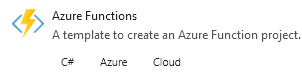 Azure Functions
A template to create an Azure Function project.
C# Azure Cloud